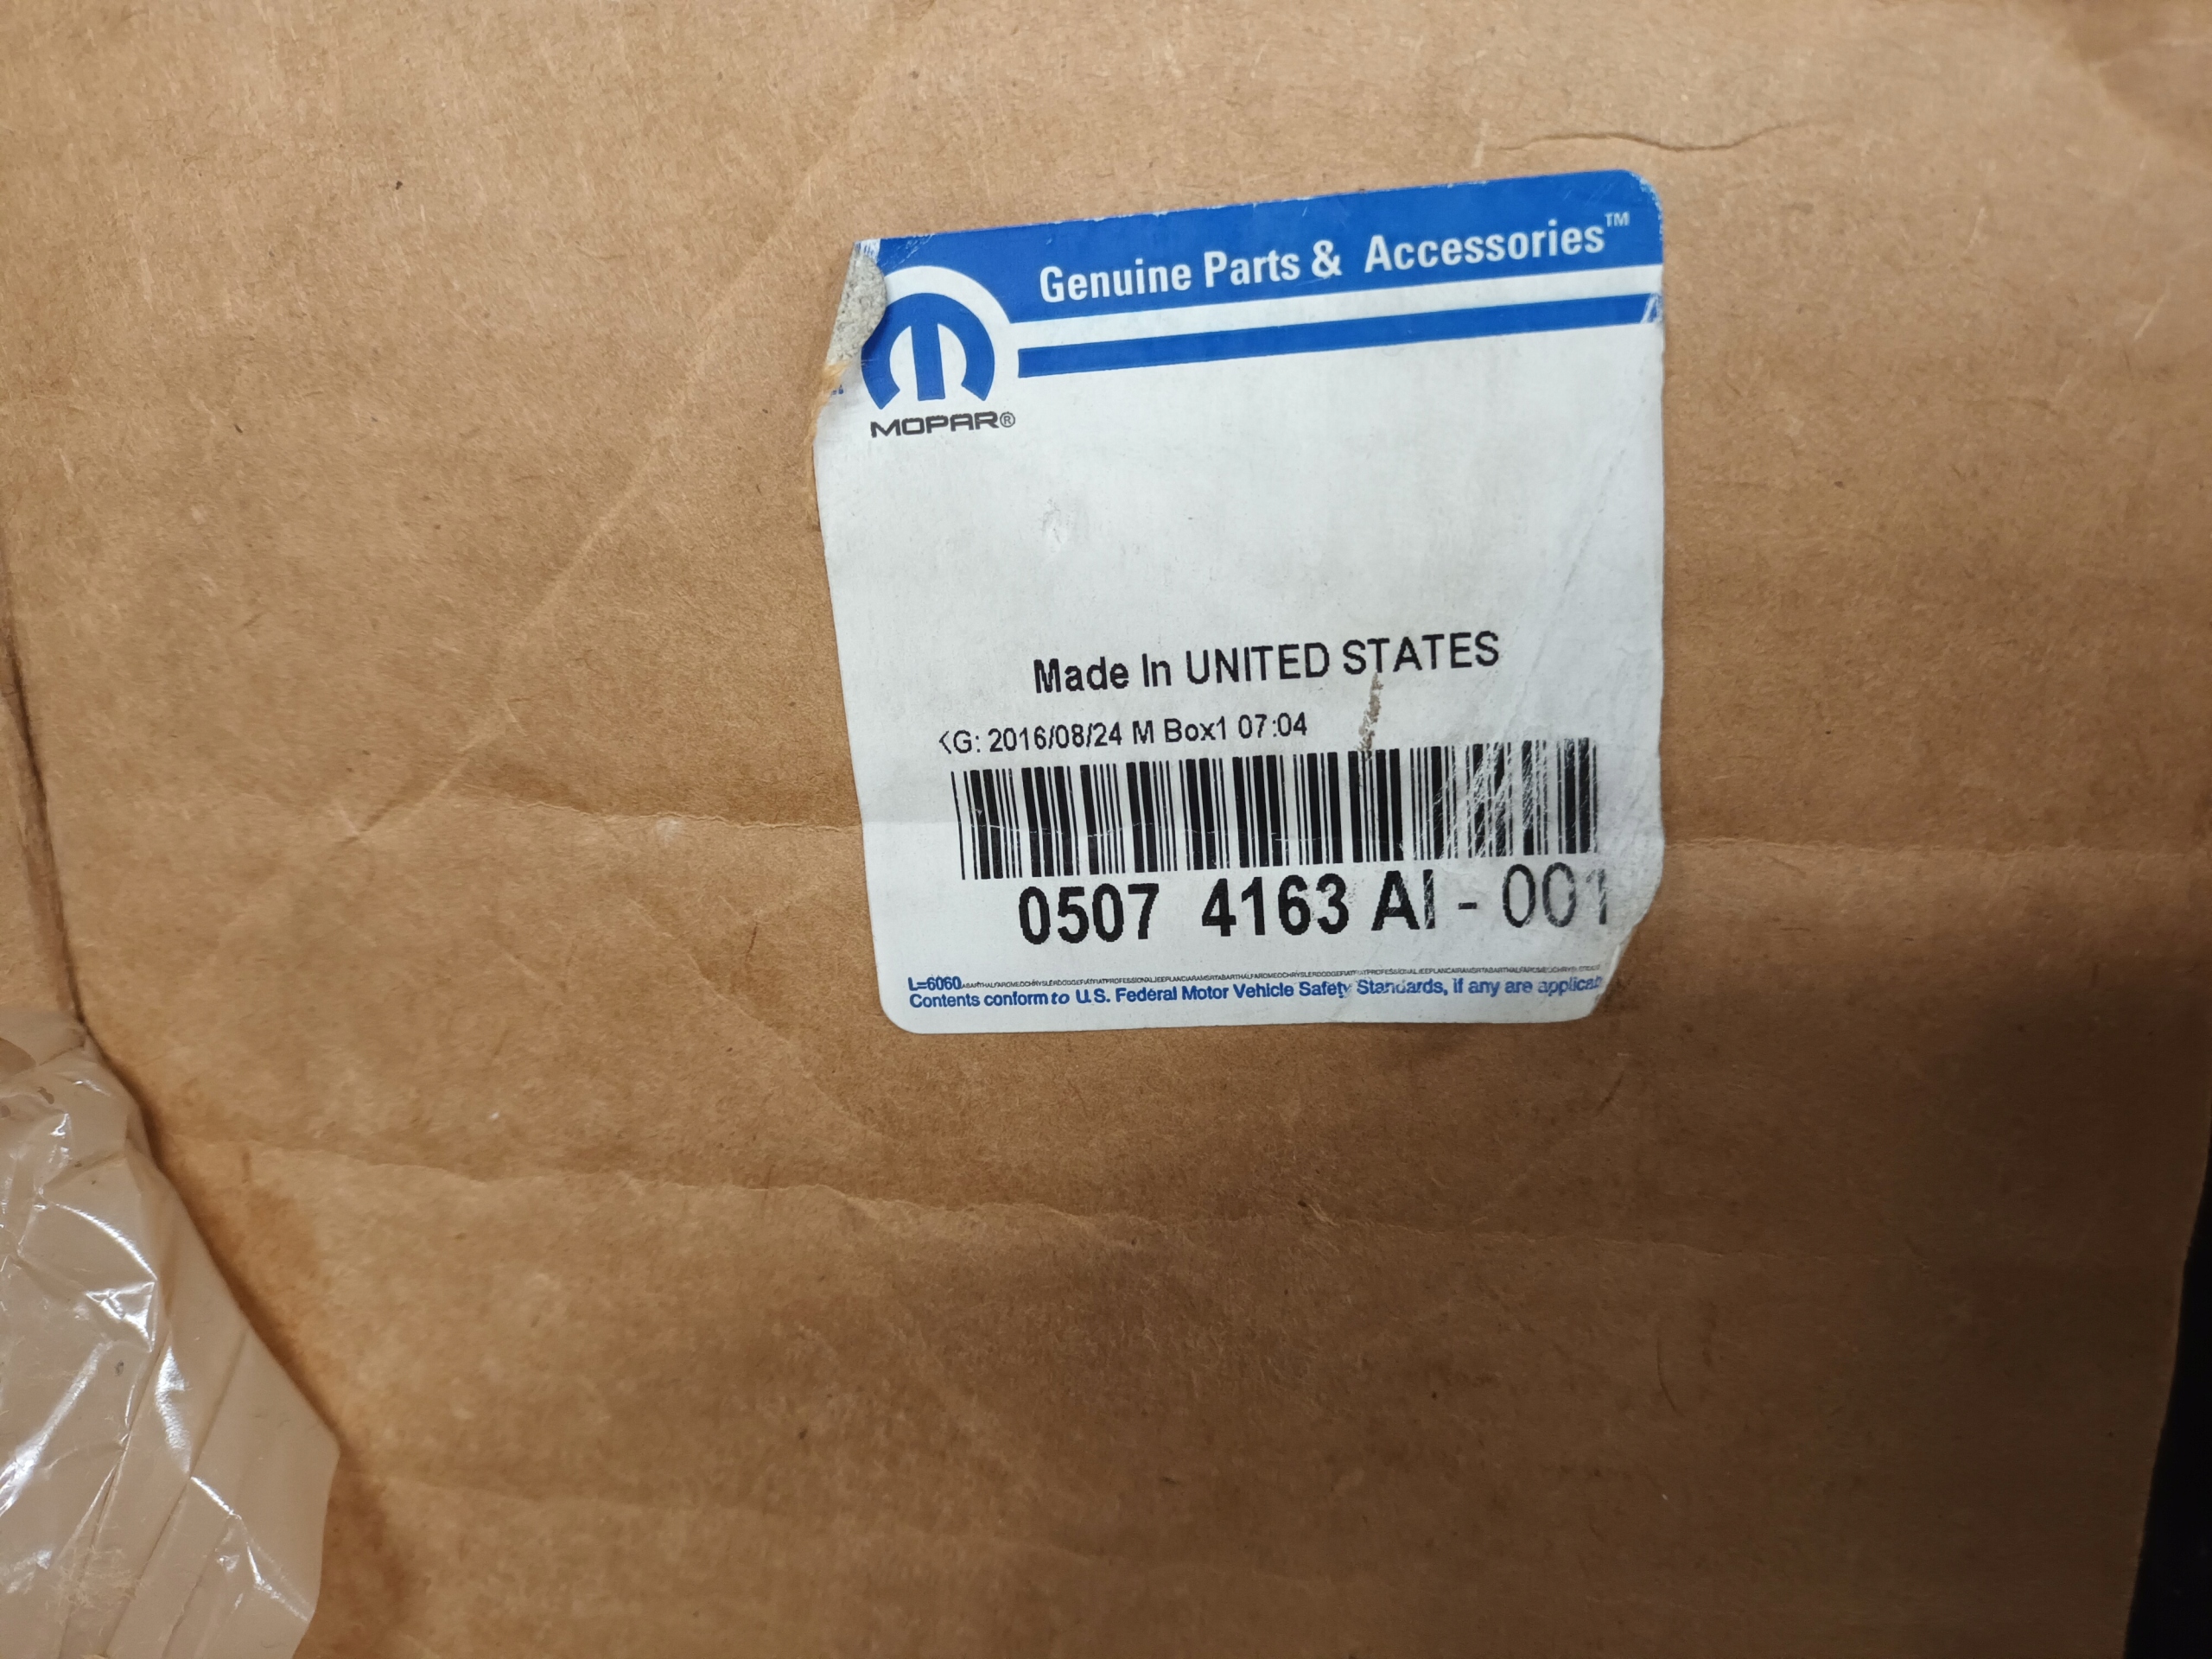 Genuine Parts & Accessories™
MOPAR®
Made In UNITED STATES
KG: 2016/08/24 M Box1 07:04
0507 4163 AI - 001
L=6060
Contents conform to U.S. Federal Motor Vehicle Safety Standards, if any are applicab